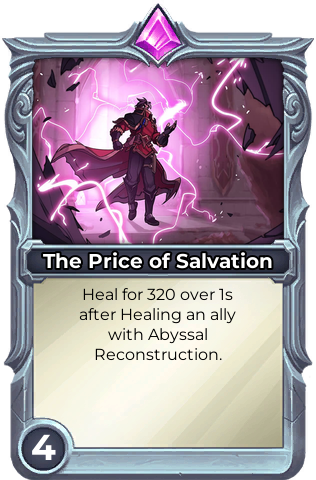 The Price of Salvation
Heal for 320 over 1s
after Healing an ally
with Abyssal
Reconstruction.
4